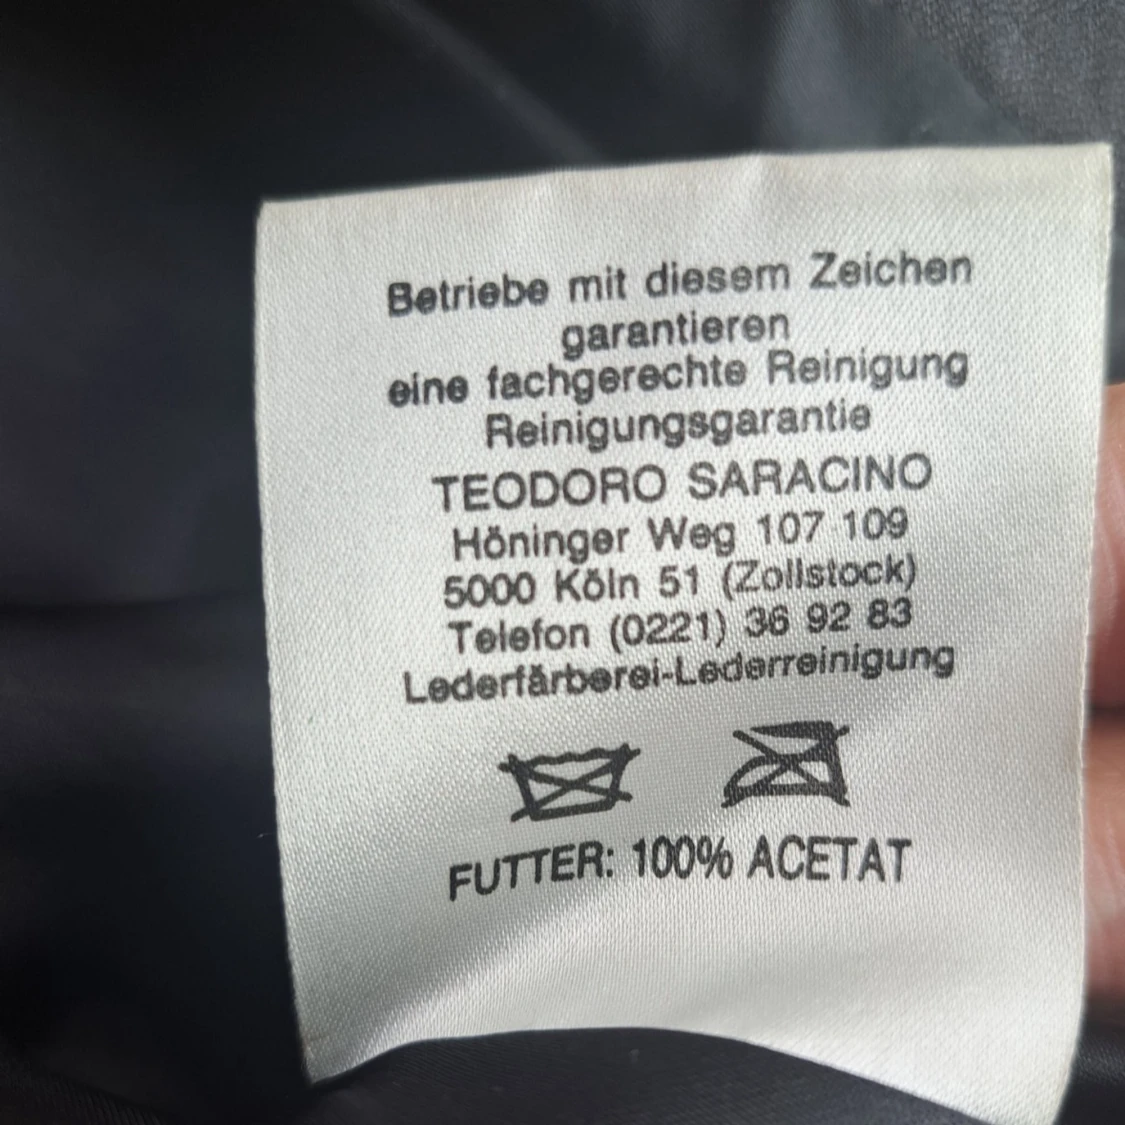 Betriebe mit diesem Zeichen
garantieren
eine fachgerechte Reinigung
Reinigungsgarantie
TEODORO SARACINO
Höninger Weg 107 109
5000 Köln 51 (Zollstock)
Telefon (0221) 36 92 83
Lederfärberei-Lederreinigung
FUTTER: 100% ACETAT